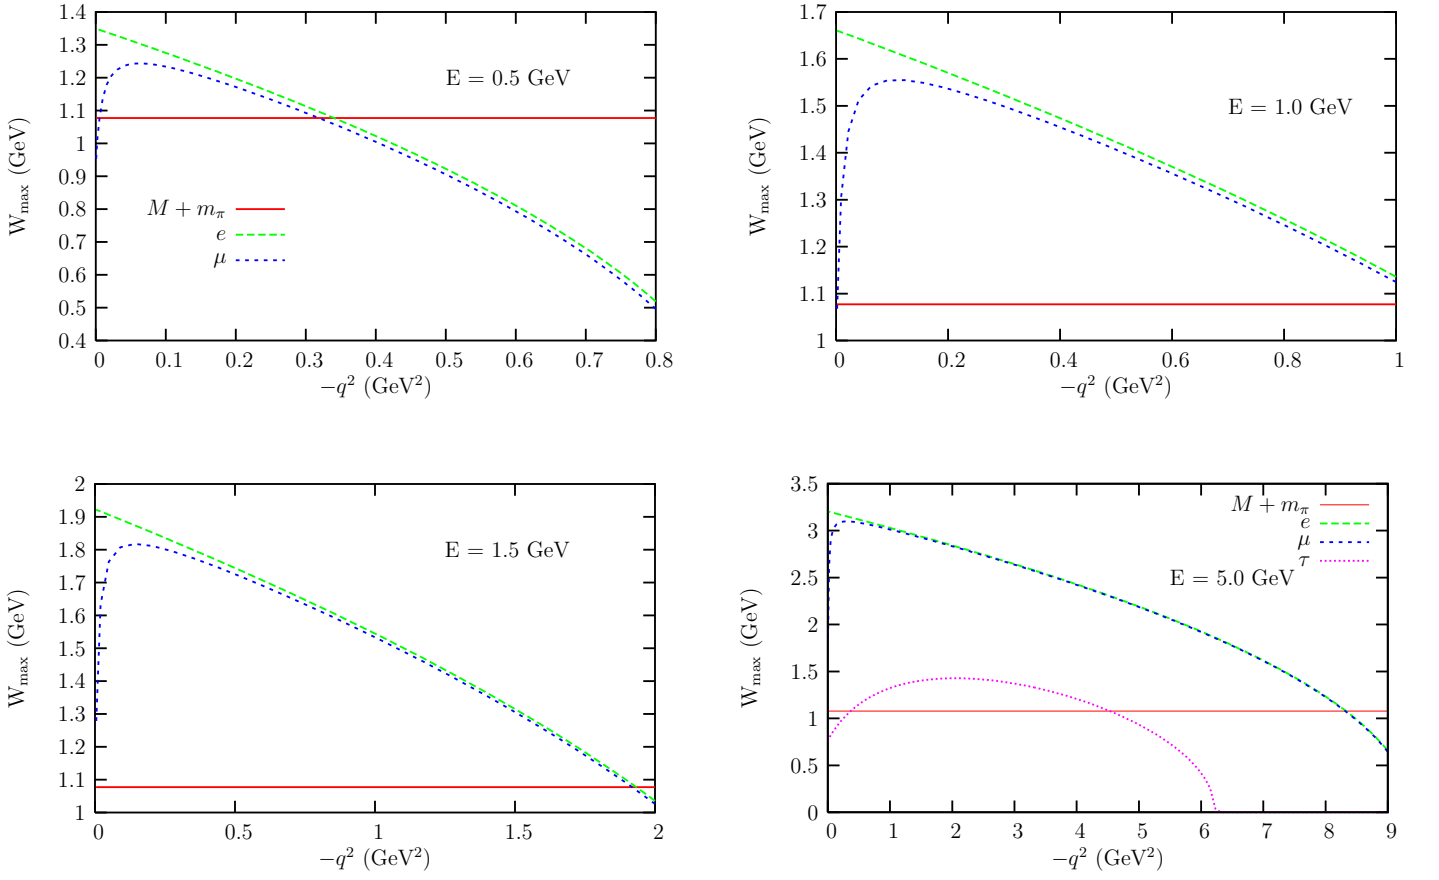 1.4
1.3
1.2
1.1
1
0.9
0.8
0.7
0.6
0.5
0.4
W_max (GeV)
E = 0.5 GeV
M + m_π
e
μ
0 0.1 0.2 0.3 0.4 0.5 0.6 0.7 0.8
−q² (GeV²)
1.7
1.6
1.5
1.4
1.3
1.2
1.1
1
W_max (GeV)
E = 1.0 GeV
0 0.2 0.4 0.6 0.8 1
−q² (GeV²)
2
1.9
1.8
1.7
1.6
1.5
1.4
1.3
1.2
1.1
1
W_max (GeV)
E = 1.5 GeV
0 0.5 1 1.5 2
−q² (GeV²)
3.5
3
2.5
2
1.5
1
0.5
0
W_max (GeV)
M + m_π
e
μ
τ
E = 5.0 GeV
0 1 2 3 4 5 6 7 8 9
−q² (GeV²)